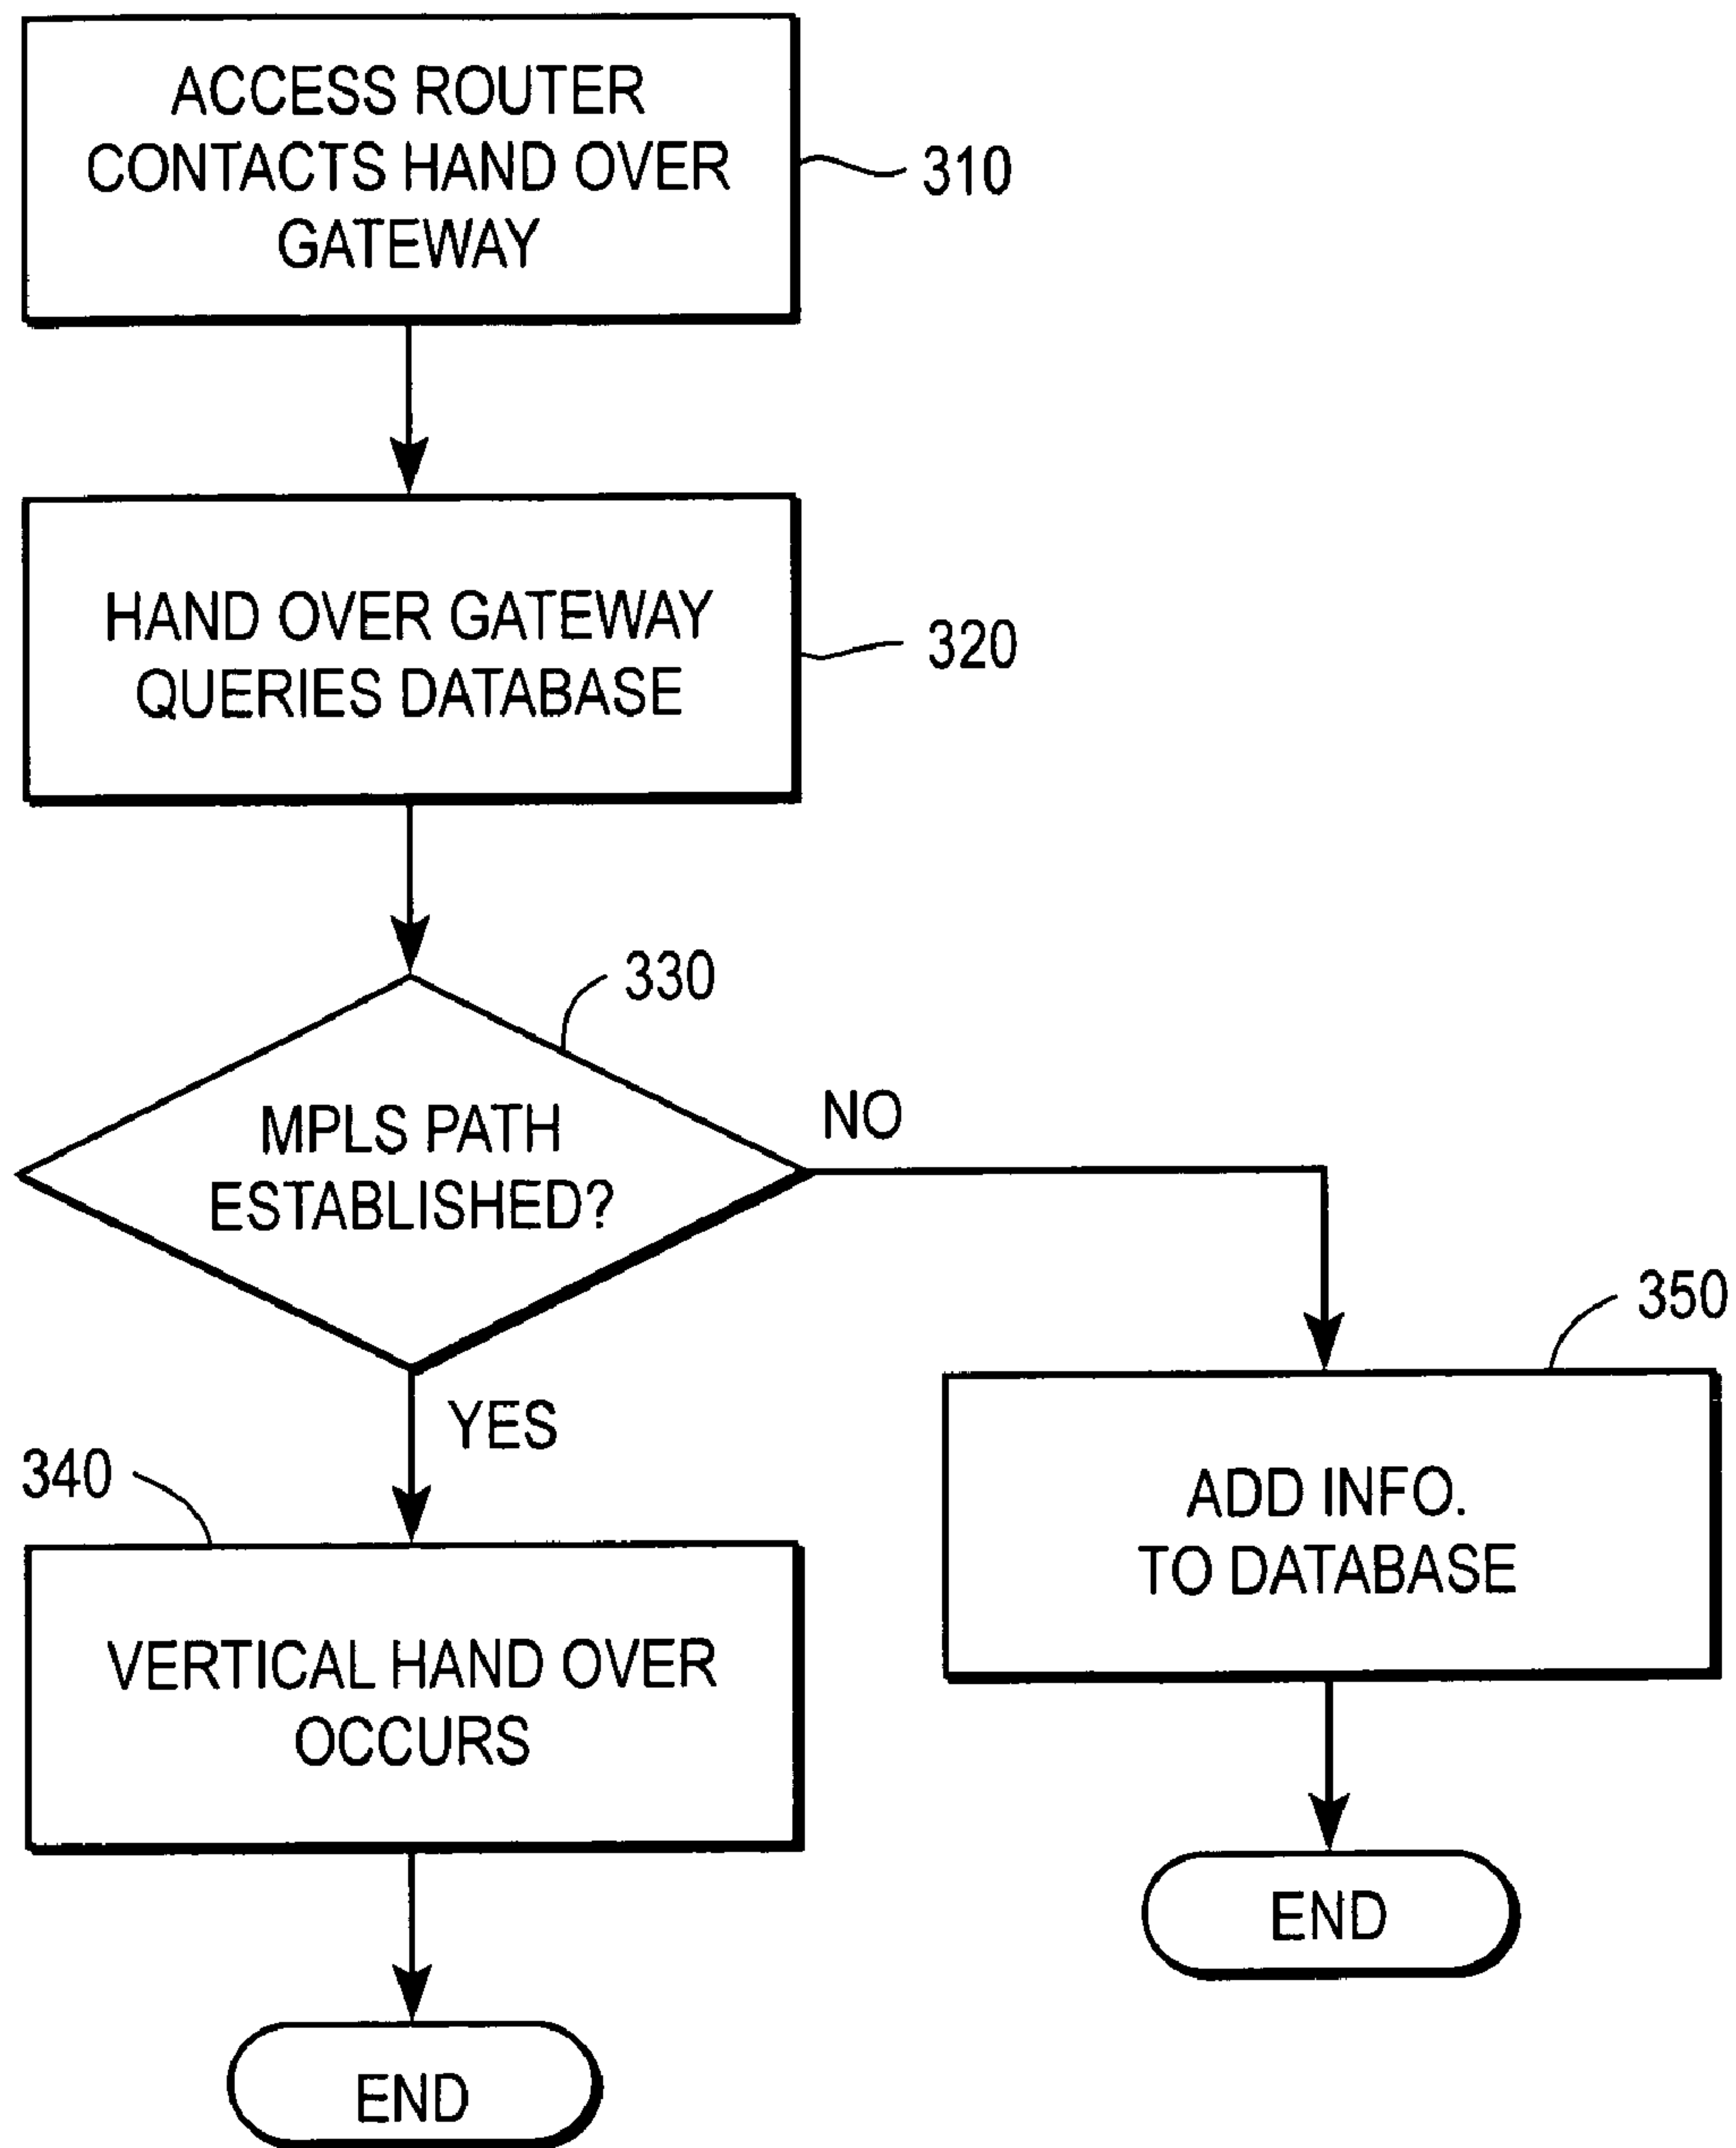 ACCESS ROUTER
CONTACTS HAND OVER
GATEWAY
310
HAND OVER GATEWAY
QUERIES DATABASE
320
330
MPLS PATH
ESTABLISHED?
NO
YES
350
ADD INFO.
TO DATABASE
340
VERTICAL HAND OVER
OCCURS
END
END